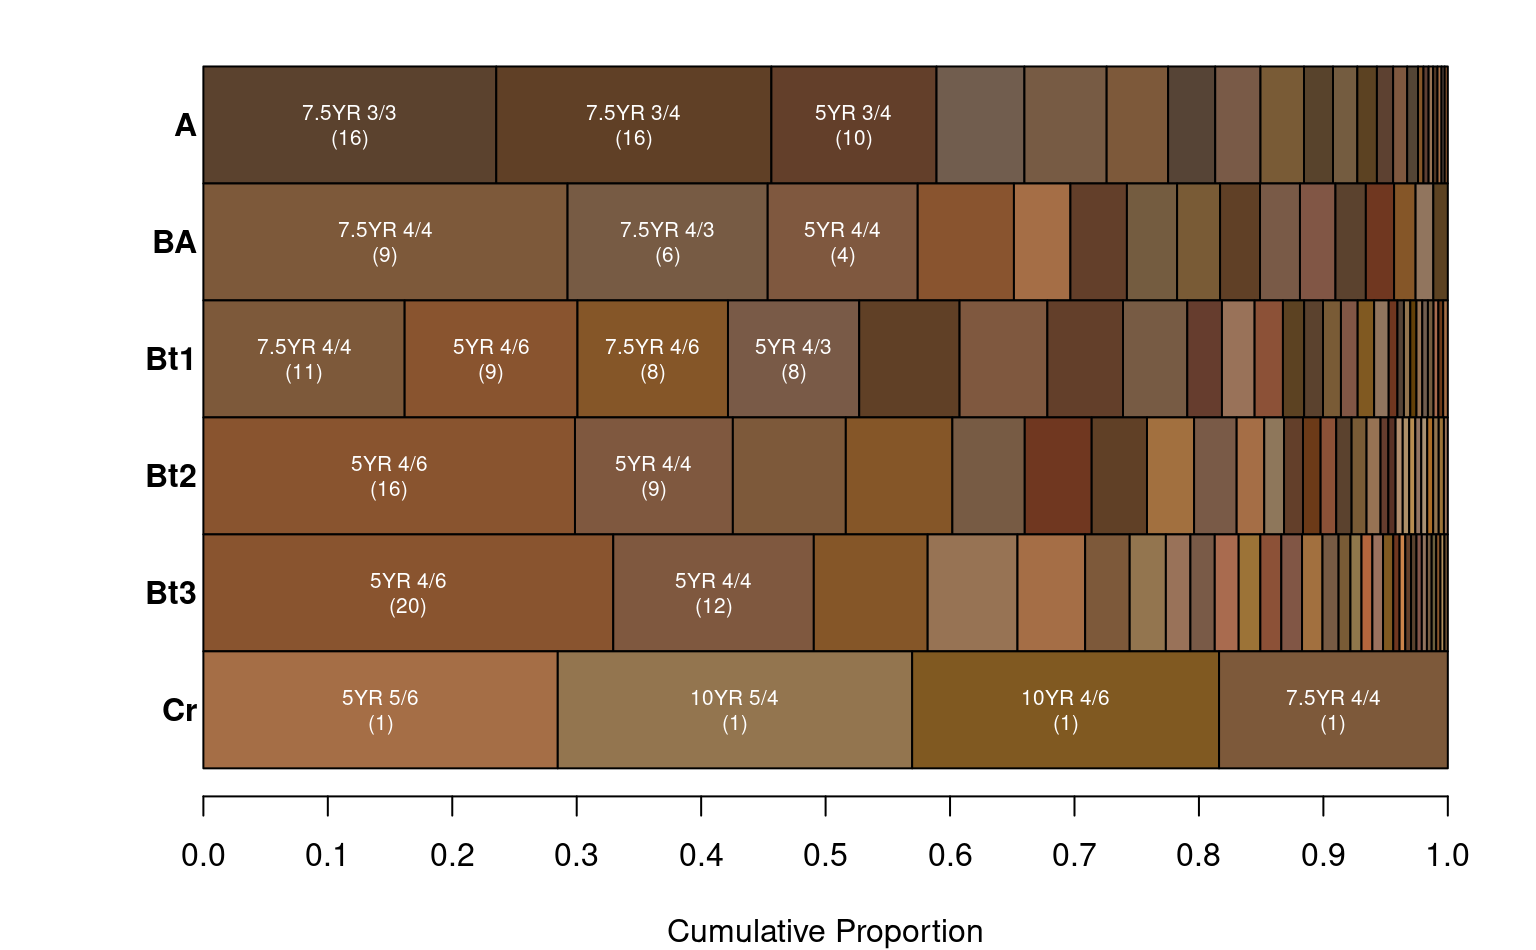 A
7.5YR 3/3
(16)
7.5YR 3/4
(16)
5YR 3/4
(10)
BA
7.5YR 4/4
(9)
7.5YR 4/3
(6)
5YR 4/4
(4)
Bt1
7.5YR 4/4
(11)
5YR 4/6
(9)
7.5YR 4/6
(8)
5YR 4/3
(8)
Bt2
5YR 4/6
(16)
5YR 4/4
(9)
Bt3
5YR 4/6
(20)
5YR 4/4
(12)
Cr
5YR 5/6
(1)
10YR 5/4
(1)
10YR 4/6
(1)
7.5YR 4/4
(1)
0.0 0.1 0.2 0.3 0.4 0.5 0.6 0.7 0.8 0.9 1.0
Cumulative Proportion